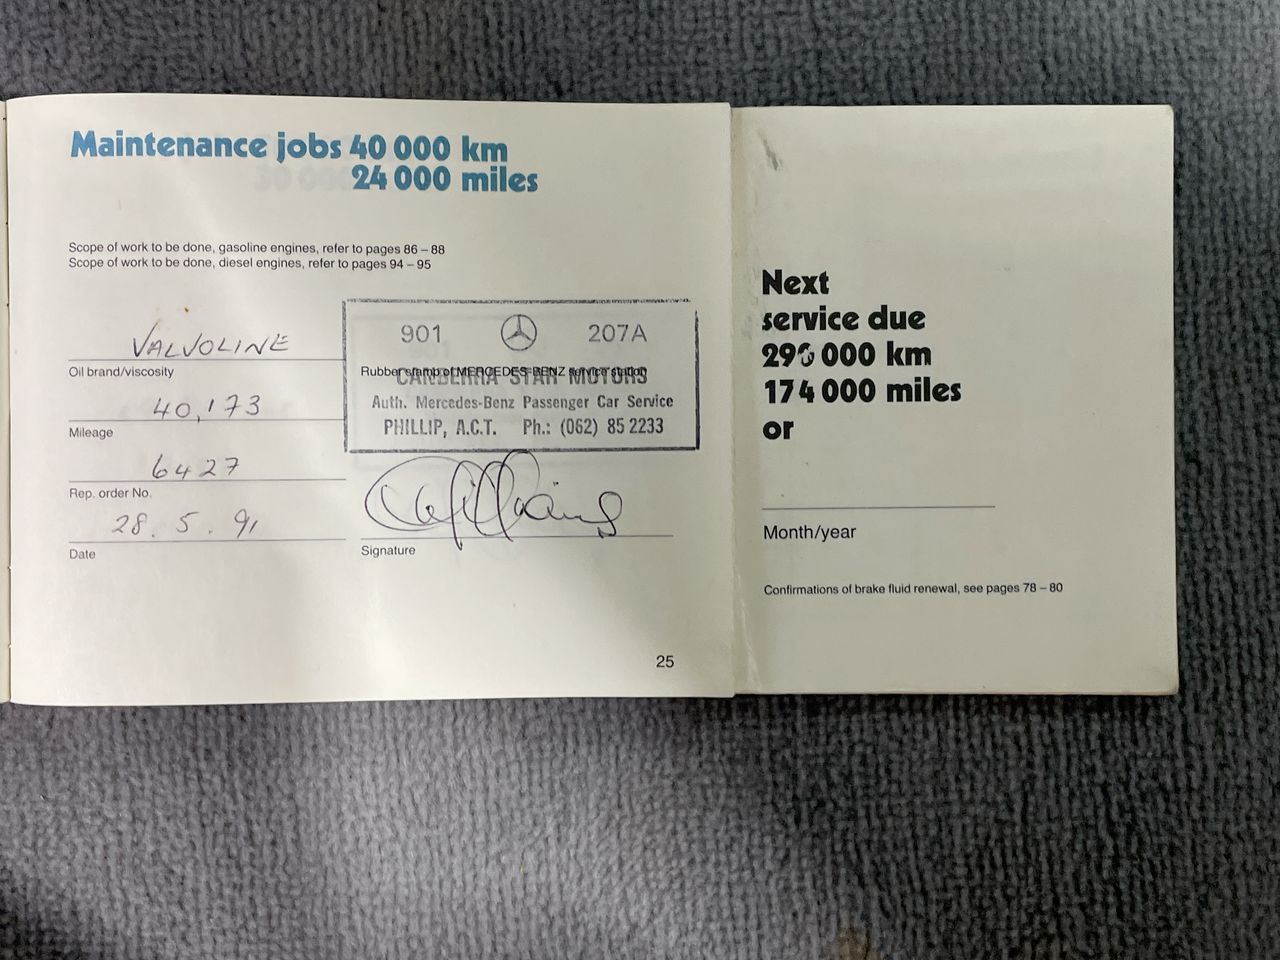 Maintenance jobs 40 000 km
24 000 miles
Scope of work to be done, gasoline engines, refer to pages 86 – 88
Scope of work to be done, diesel engines, refer to pages 94 – 95
VALVOLINE
Oil brand/viscosity
40,173
Mileage
6427
Rep. order No.
28. 5. 91
Date
901 207A
Rubber stamp of MERCEDES-BENZ service station
CANBERRA STAR MOTORS
Auth. Mercedes-Benz Passenger Car Service
PHILLIP, A.C.T. Ph.: (062) 85 2233
Signature
25
Next
service due
000 km
174 000 miles
or
Month/year
Confirmations of brake fluid renewal, see pages 78 – 80